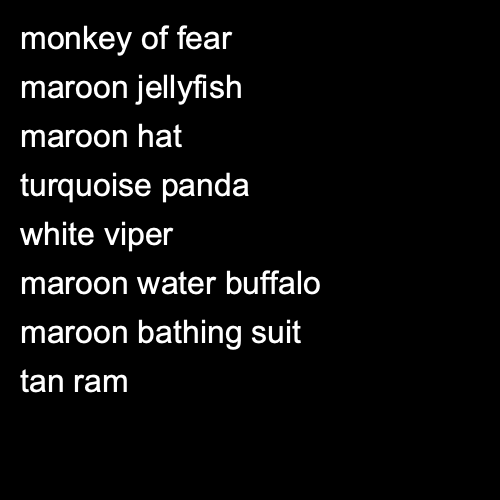 monkey of fear
maroon jellyfish
maroon hat
turquoise panda
white viper
maroon water buffalo
maroon bathing suit
tan ram